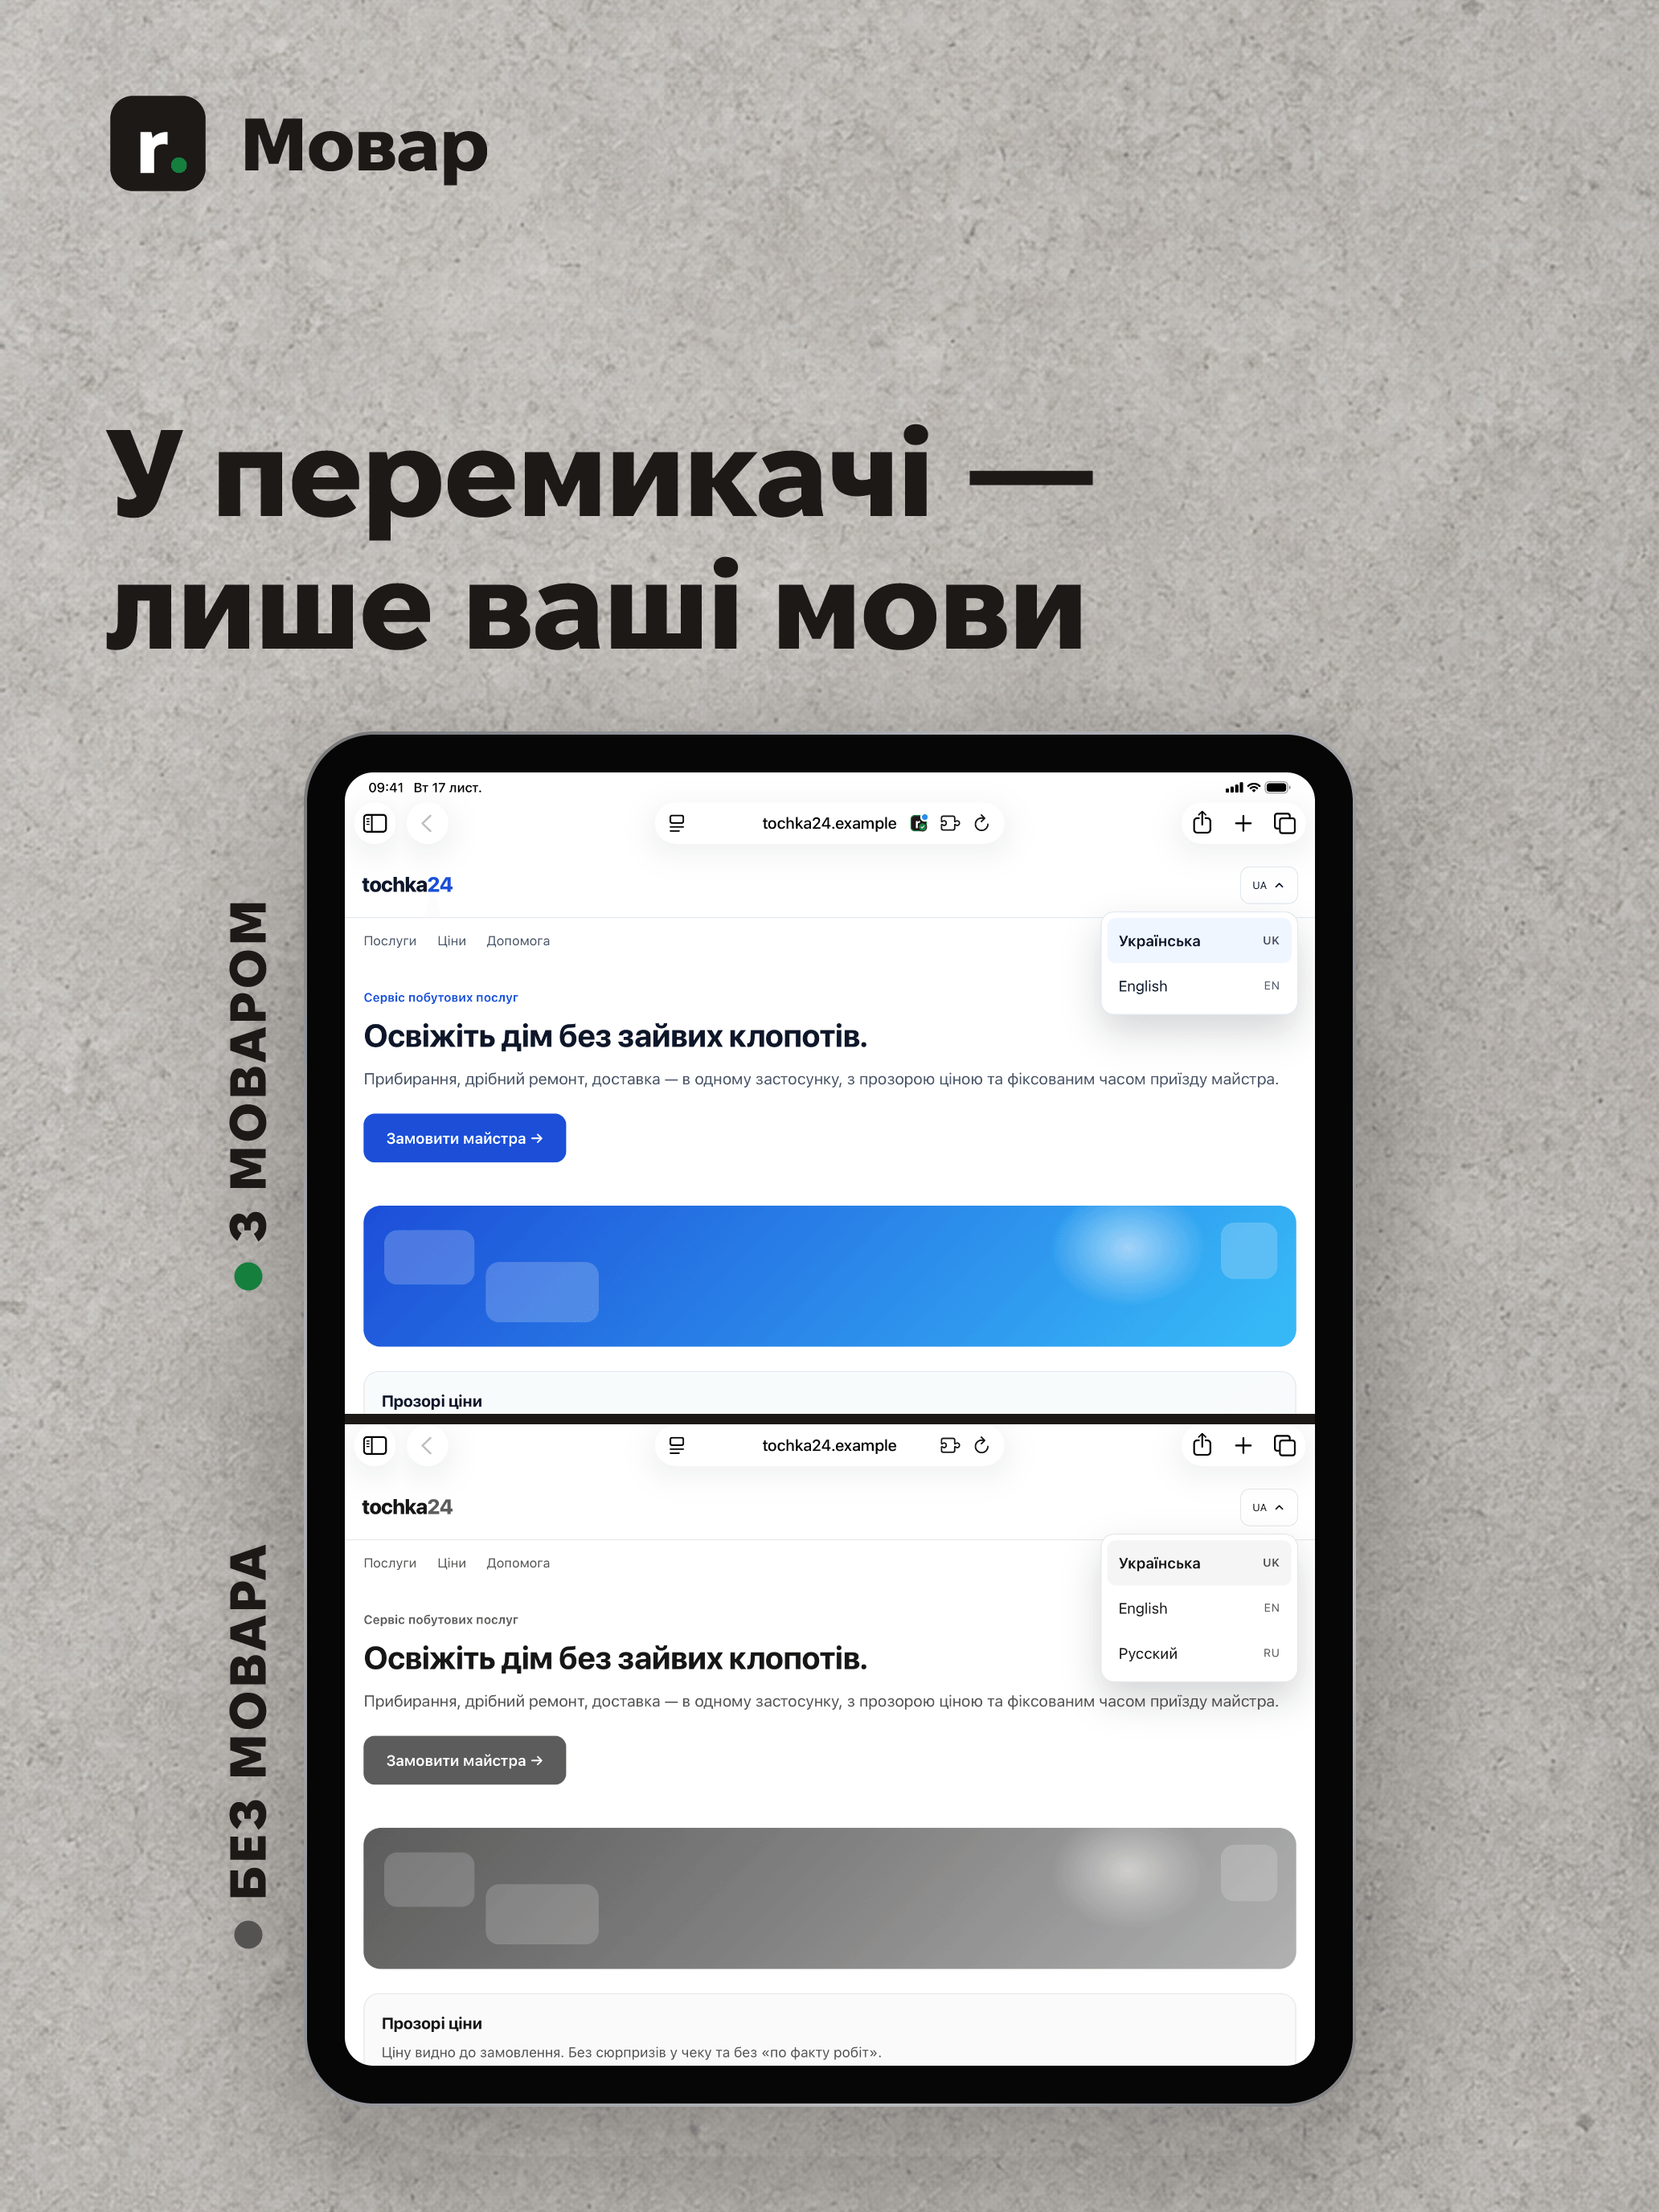 r.
Мовар
У перемикачі —
лише ваші мови
З МОВАРОМ
09:41 Вт 17 лист.
tochka24.example
tochka24
UA
Послуги Ціни Допомога
Українська UK
English EN
Сервіс побутових послуг
Освіжіть дім без зайвих клопотів.
Прибирання, дрібний ремонт, доставка — в одному застосунку, з прозорою ціною та фіксованим часом приїзду майстра.
Замовити майстра →
Прозорі ціни
БЕЗ МОВАРА
tochka24.example
tochka24
UA
Послуги Ціни Допомога
Українська UK
English EN
Русский RU
Сервіс побутових послуг
Освіжіть дім без зайвих клопотів.
Прибирання, дрібний ремонт, доставка — в одному застосунку, з прозорою ціною та фіксованим часом приїзду майстра.
Замовити майстра →
Прозорі ціни
Ціну видно до замовлення. Без сюрпризів у чеку та без «по факту робіт».